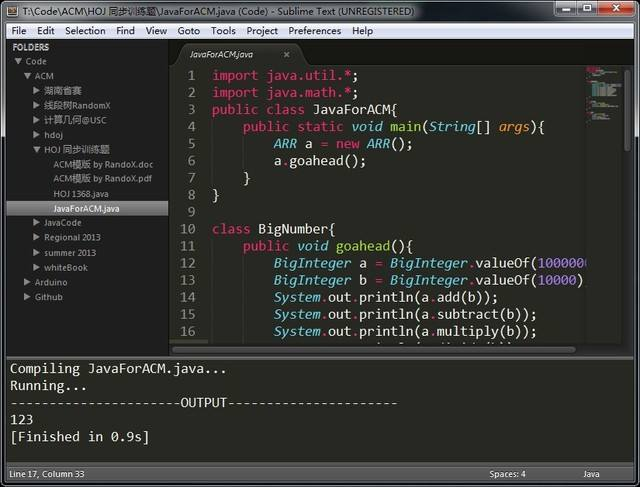 T:\Code\ACM\HOJ 同步训练题\JavaForACM.java (Code) - Sublime Text (UNREGISTERED)
File Edit Selection Find View Goto Tools Project Preferences Help
FOLDERS
Code
ACM
湖南省赛
线段树RandomX
计算几何@USC
hdoj
HOJ 同步训练题
ACM模版 by RandoX.doc
ACM模版 by RandoX.pdf
HOJ 1368.java
JavaForACM.java
JavaCode
Regional 2013
summer 2013
whiteBook
Arduino
Github
JavaForACM.java ×
1 import java.util.*;
2 import java.math.*;
3 public class JavaForACM{
4 public static void main(String[] args){
5 ARR a = new ARR();
6 a.goahead();
7 }
8 }
9
10 class BigNumber{
11 public void goahead(){
12 BigInteger a = BigInteger.valueOf(1000000
13 BigInteger b = BigInteger.valueOf(10000)
14 System.out.println(a.add(b));
15 System.out.println(a.subtract(b));
16 System.out.println(a.multiply(b));
Compiling JavaForACM.java...
Running...
----------------------OUTPUT----------------------
123
[Finished in 0.9s]
Line 17, Column 33 Spaces: 4 Java